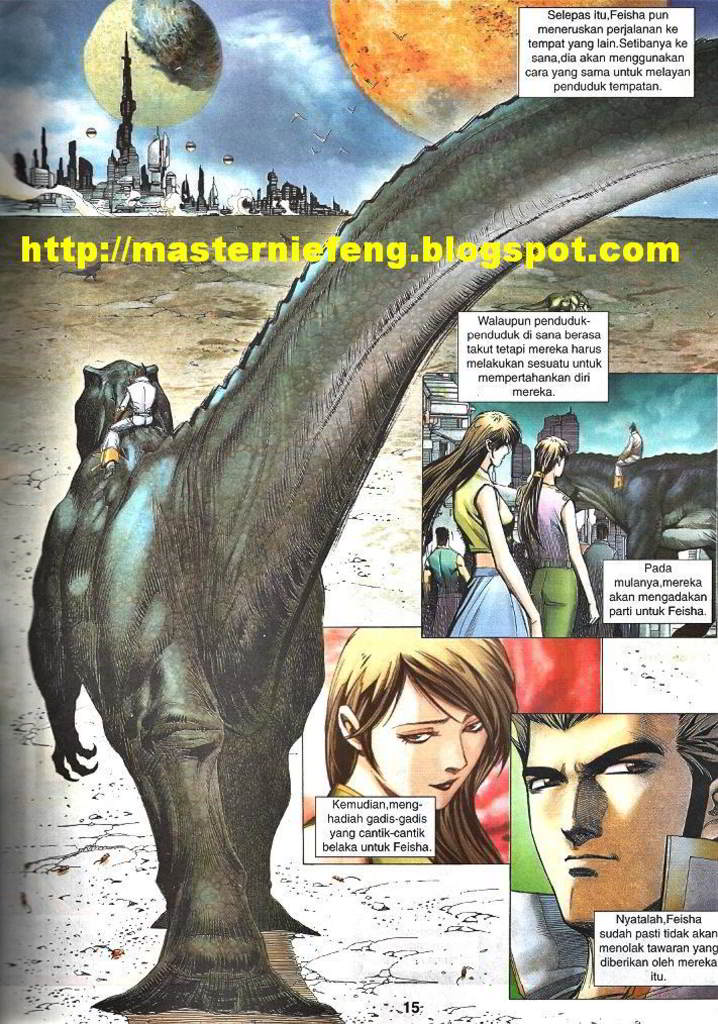 Selepas itu,Feisha pun
meneruskan perjalanan ke
tempat yang lain.Setibanya ke
sana,dia akan menggunakan
cara yang sama untuk melayan
penduduk tempatan.
http://masterniefeng.blogspot.com
Walaupun penduduk-
penduduk di sana berasa
takut tetapi mereka harus
melakukan sesuatu untuk
mempertahankan diri
mereka.
Pada
mulanya,mereka
akan mengadakan
parti untuk Feisha.
Kemudian,meng-
hadiah gadis-gadis
yang cantik-cantik
belaka untuk Feisha.
Nyatalah,Feisha
sudah pasti tidak akan
menolak tawaran yang
diberikan oleh mereka
itu.
15